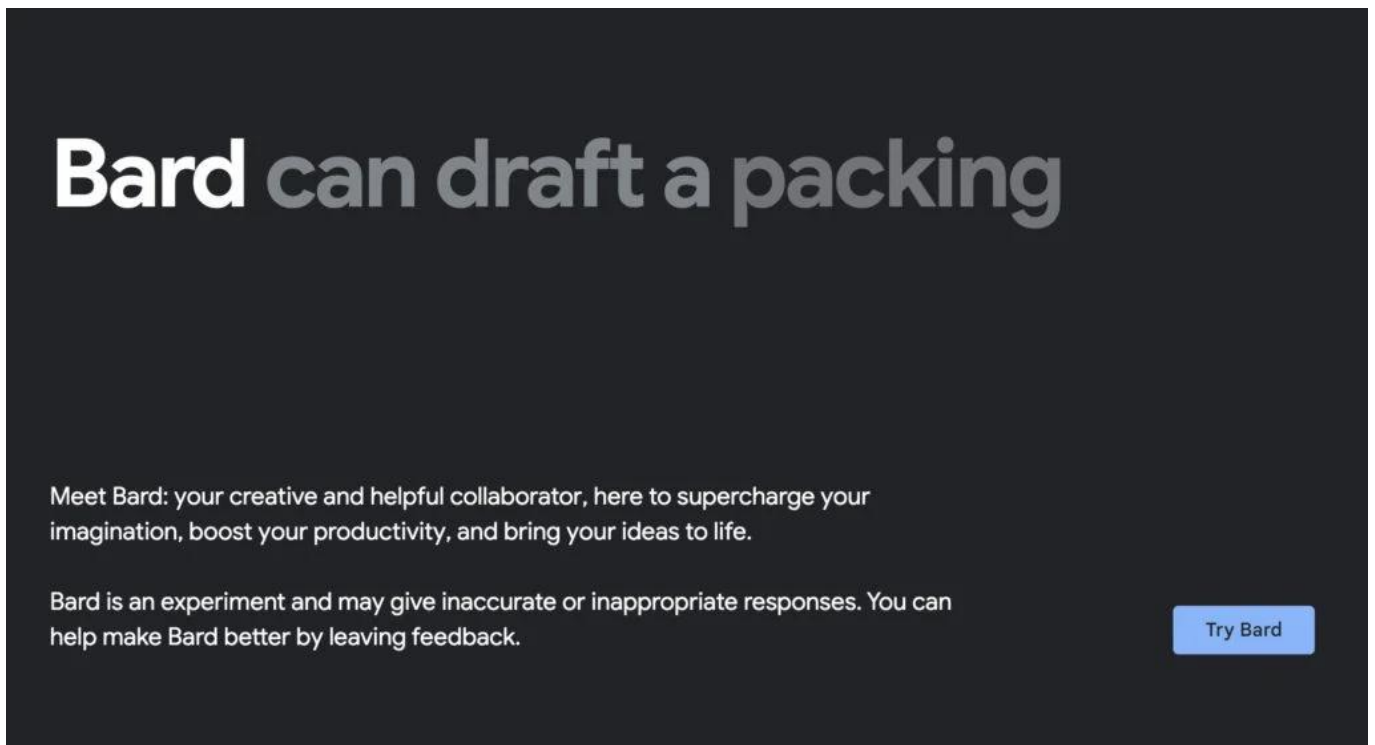 Bard can draft a packing
Meet Bard: your creative and helpful collaborator, here to supercharge your
imagination, boost your productivity, and bring your ideas to life.
Bard is an experiment and may give inaccurate or inappropriate responses. You can
help make Bard better by leaving feedback.
Try Bard